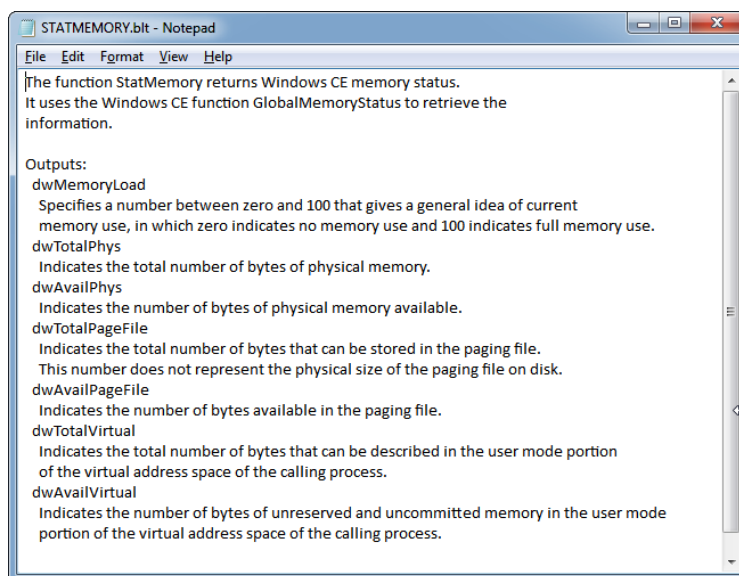 STATMEMORY.blt - Notepad
File Edit Format View Help
The function StatMemory returns Windows CE memory status.
It uses the Windows CE function GlobalMemoryStatus to retrieve the
information.
Outputs:
dwMemoryLoad
Specifies a number between zero and 100 that gives a general idea of current
memory use, in which zero indicates no memory use and 100 indicates full memory use.
dwTotalPhys
Indicates the total number of bytes of physical memory.
dwAvailPhys
Indicates the number of bytes of physical memory available.
dwTotalPageFile
Indicates the total number of bytes that can be stored in the paging file.
This number does not represent the physical size of the paging file on disk.
dwAvailPageFile
Indicates the number of bytes available in the paging file.
dwTotalVirtual
Indicates the total number of bytes that can be described in the user mode portion
of the virtual address space of the calling process.
dwAvailVirtual
Indicates the number of bytes of unreserved and uncommitted memory in the user mode
portion of the virtual address space of the calling process.